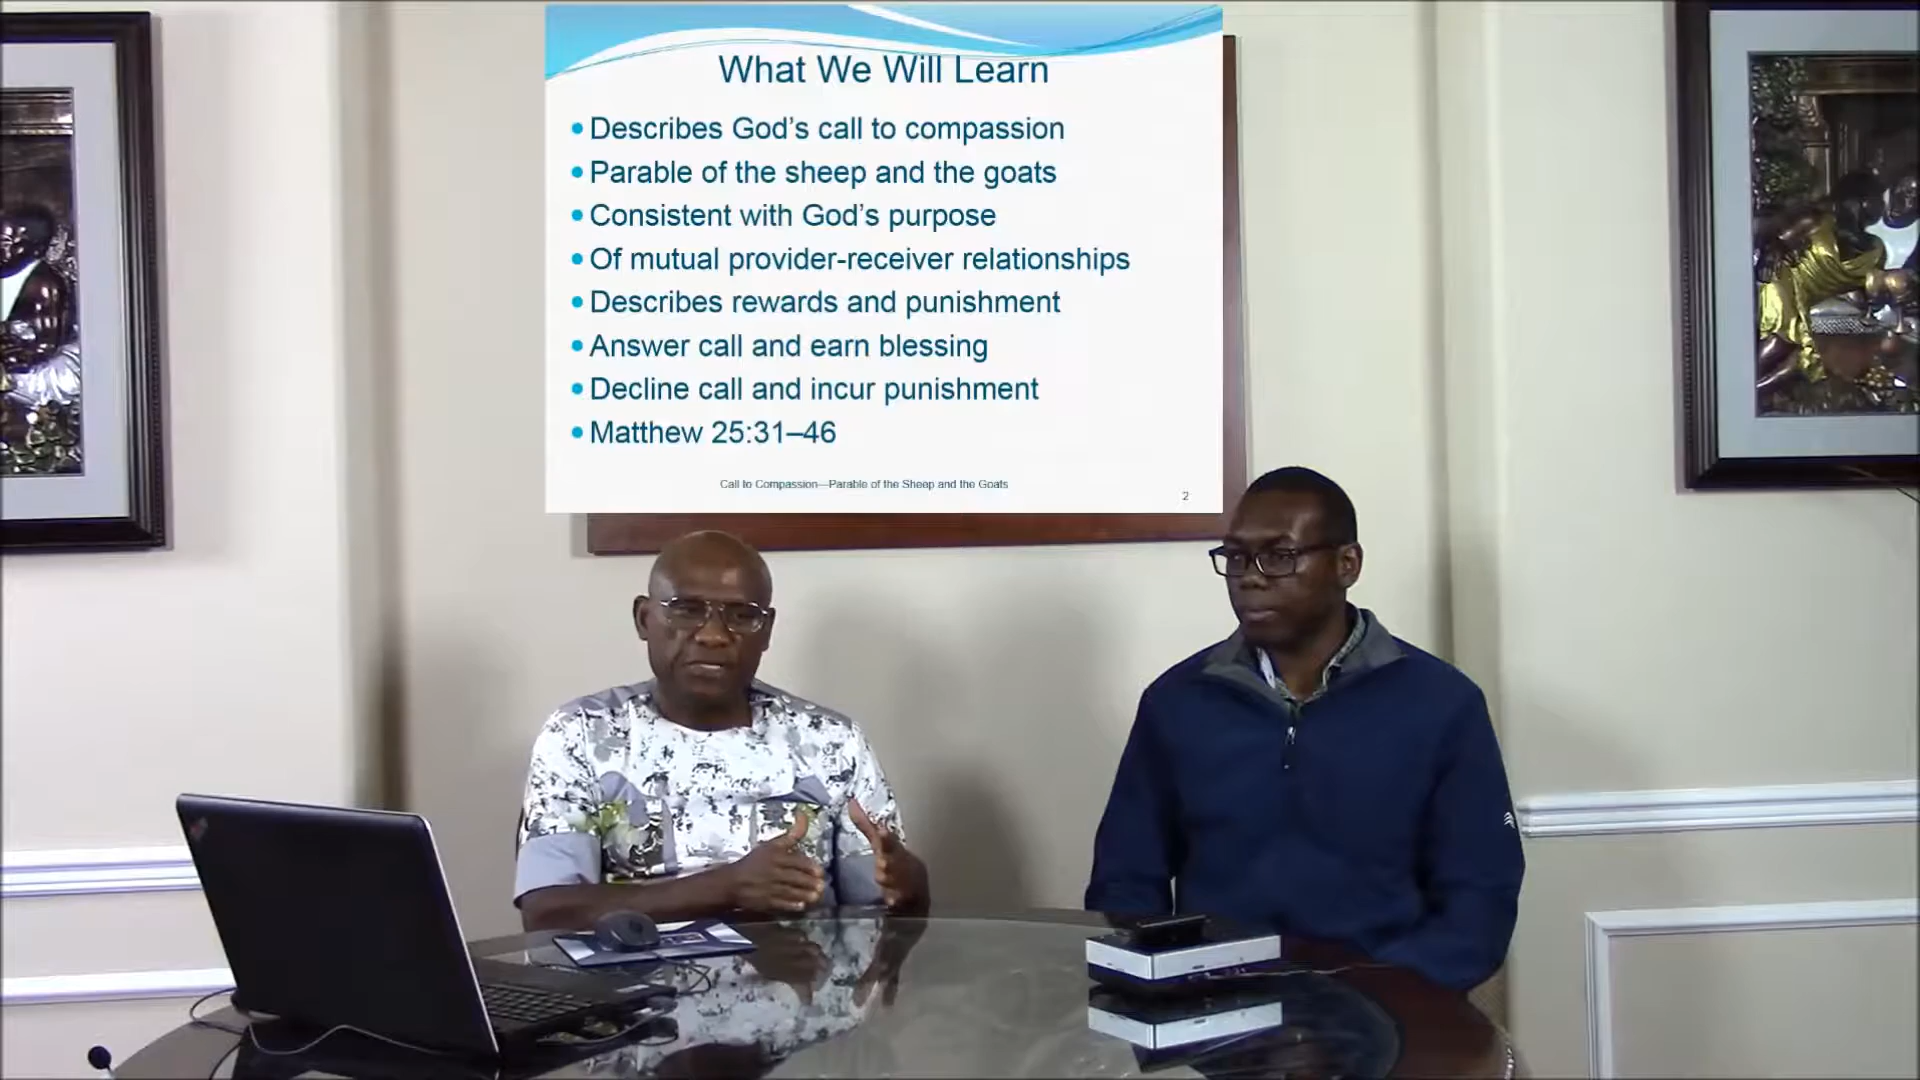 What We Will Learn
Describes God's call to compassion
Parable of the sheep and the goats
Consistent with God's purpose
Of mutual provider-receiver relationships
Describes rewards and punishment
Answer call and earn blessing
Decline call and incur punishment
Matthew 25:31–46
Call to Compassion—Parable of the Sheep and the Goats
2